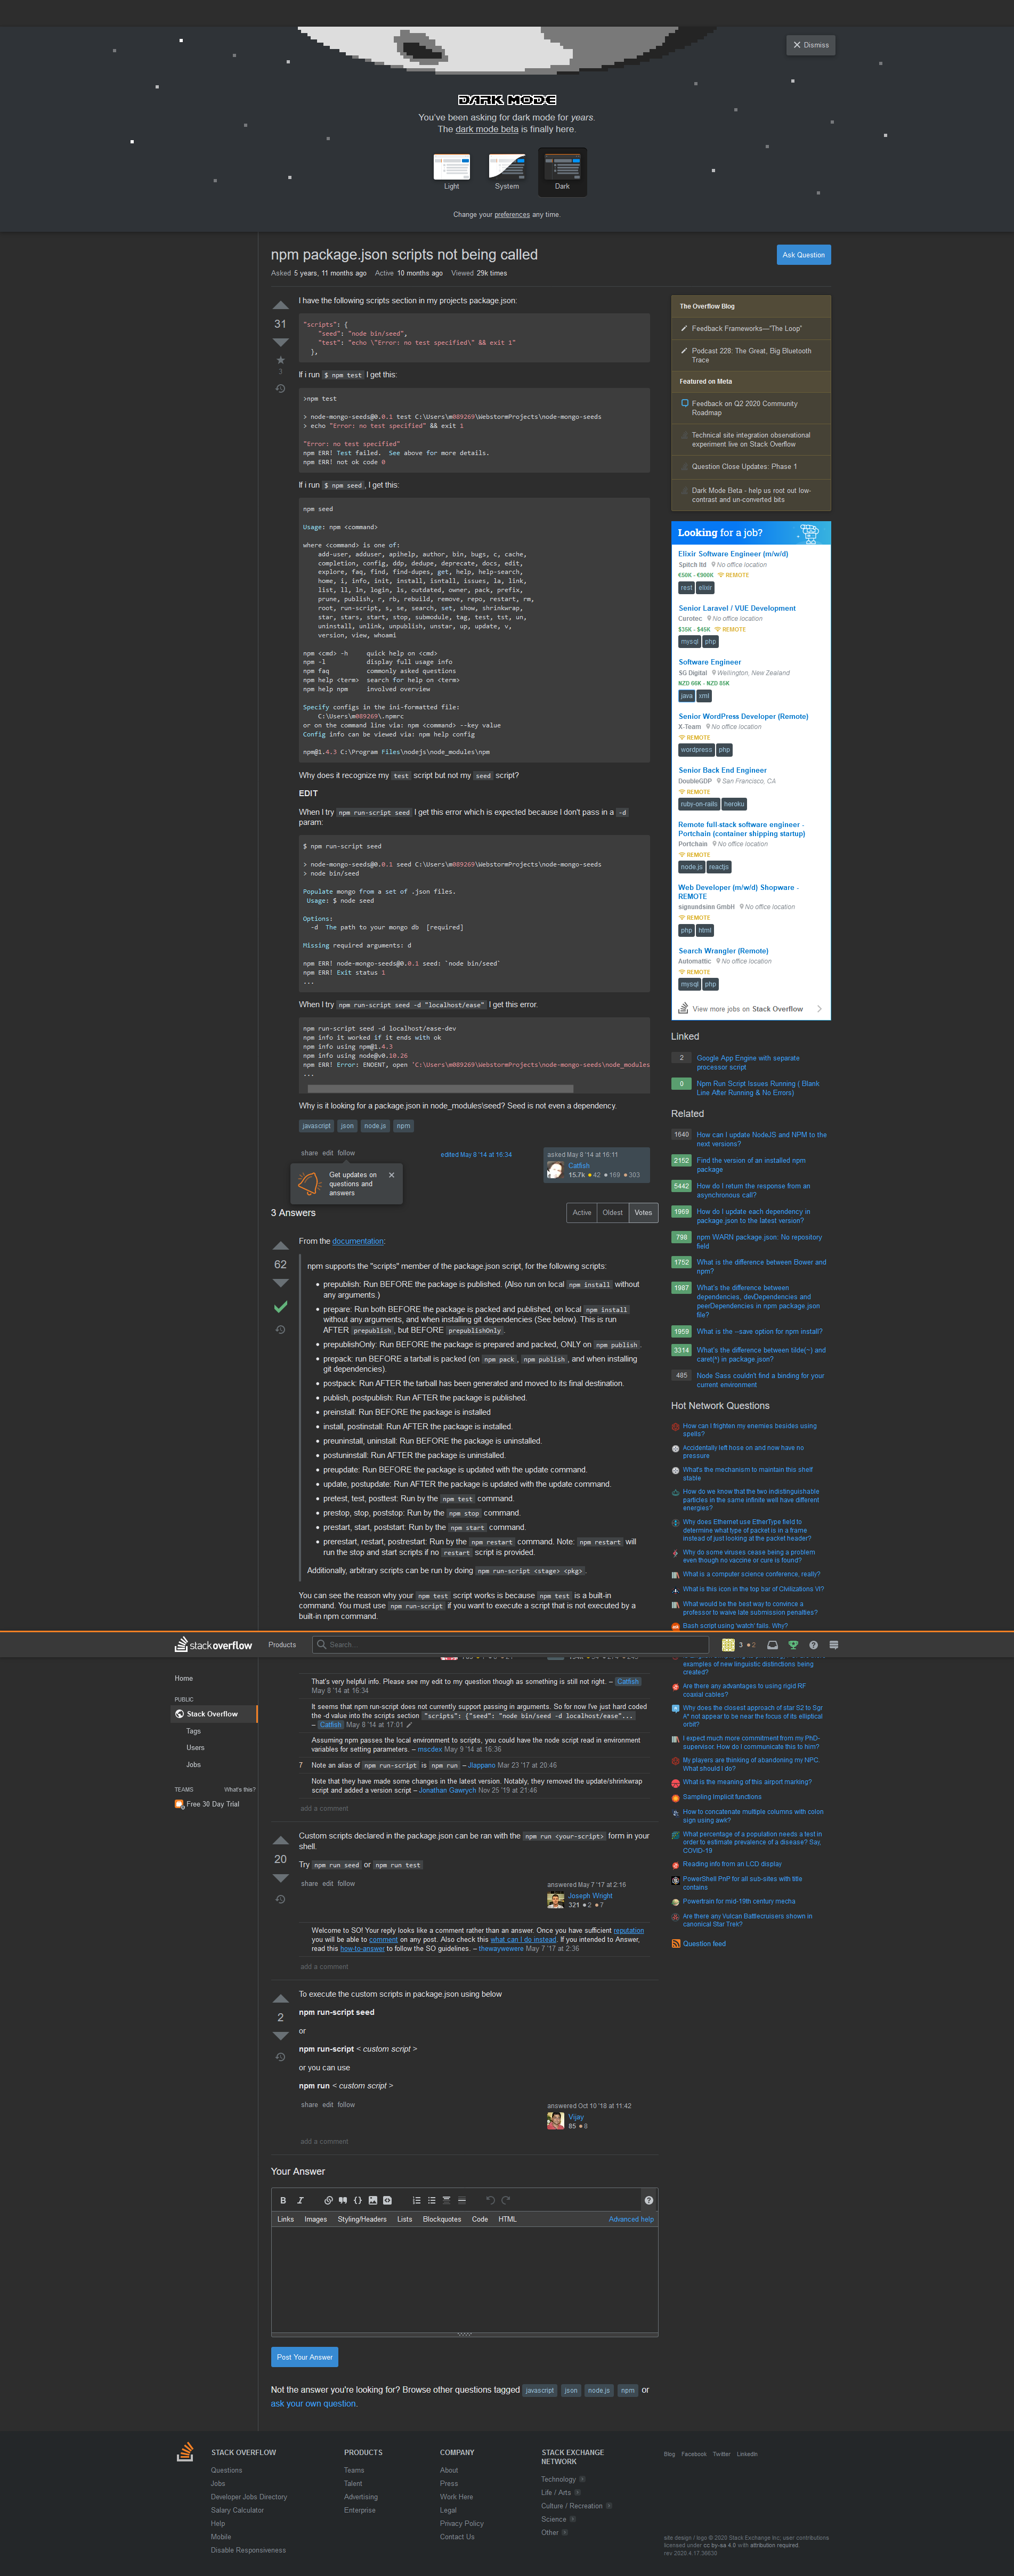 Dismiss
DARK MODE
You've been asking for dark mode for years.
The dark mode beta is finally here.
Light
System
Dark
Change your preferences any time.
npm package.json scripts not being called
Ask Question
Asked 5 years, 11 months ago Active 10 months ago Viewed 29k times
31
3
I have the following scripts section in my projects package.json:
"scripts": {
"seed": "node bin/seed",
"test": "echo \"Error: no test specified\" && exit 1"
},
If i run $ npm test I get this:
>npm test
> node-mongo-seeds@0.0.1 test C:\Users\m089269\WebstormProjects\node-mongo-seeds
> echo "Error: no test specified" && exit 1
"Error: no test specified"
npm ERR! Test failed. See above for more details.
npm ERR! not ok code 0
If i run $ npm seed , I get this:
npm seed
Usage: npm <command>
where <command> is one of:
add-user, adduser, apihelp, author, bin, bugs, c, cache,
completion, config, ddp, dedupe, deprecate, docs, edit,
explore, faq, find, find-dupes, get, help, help-search,
home, i, info, init, install, isntall, issues, la, link,
list, ll, ln, login, ls, outdated, owner, pack, prefix,
prune, publish, r, rb, rebuild, remove, repo, restart, rm,
root, run-script, s, se, search, set, show, shrinkwrap,
star, stars, start, stop, submodule, tag, test, tst, un,
uninstall, unlink, unpublish, unstar, up, update, v,
version, view, whoami
npm <cmd> -h quick help on <cmd>
npm -l display full usage info
npm faq commonly asked questions
npm help <term> search for help on <term>
npm help npm involved overview
Specify configs in the ini-formatted file:
C:\Users\m089269\.npmrc
or on the command line via: npm <command> --key value
Config info can be viewed via: npm help config
npm@1.4.3 C:\Program Files\nodejs\node_modules\npm
Why does it recognize my test script but not my seed script?
EDIT
When I try npm run-script seed I get this error which is expected because I don't pass in a -d
param:
$ npm run-script seed
> node-mongo-seeds@0.0.1 seed C:\Users\m089269\WebstormProjects\node-mongo-seeds
> node bin/seed
Populate mongo from a set of .json files.
Usage: $ node seed
Options:
-d The path to your mongo db [required]
Missing required arguments: d
npm ERR! node-mongo-seeds@0.0.1 seed: `node bin/seed`
npm ERR! Exit status 1
...
When I try npm run-script seed -d "localhost/ease" I get this error.
npm run-script seed -d localhost/ease-dev
npm info it worked if it ends with ok
npm info using npm@1.4.3
npm info using node@v0.10.26
npm ERR! Error: ENOENT, open 'C:\Users\m089269\WebstormProjects\node-mongo-seeds\node_modules
...
Why is it looking for a package.json in node_modules\seed? Seed is not even a dependency.
javascript json node.js npm
share edit follow
edited May 8 '14 at 16:34
asked May 8 '14 at 16:11
Catfish
15.7k 42 169 303
Get updates on
questions and
answers
3 Answers
Active Oldest Votes
62
From the documentation:
npm supports the "scripts" member of the package.json script, for the following scripts:
prepublish: Run BEFORE the package is published. (Also run on local npm install without
any arguments.)
prepare: Run both BEFORE the package is packed and published, on local npm install
without any arguments, and when installing git dependencies (See below). This is run
AFTER prepublish , but BEFORE prepublishOnly .
prepublishOnly: Run BEFORE the package is prepared and packed, ONLY on npm publish .
prepack: run BEFORE a tarball is packed (on npm pack , npm publish , and when installing
git dependencies).
postpack: Run AFTER the tarball has been generated and moved to its final destination.
publish, postpublish: Run AFTER the package is published.
preinstall: Run BEFORE the package is installed
install, postinstall: Run AFTER the package is installed.
preuninstall, uninstall: Run BEFORE the package is uninstalled.
postuninstall: Run AFTER the package is uninstalled.
preupdate: Run BEFORE the package is updated with the update command.
update, postupdate: Run AFTER the package is updated with the update command.
pretest, test, posttest: Run by the npm test command.
prestop, stop, poststop: Run by the npm stop command.
prestart, start, poststart: Run by the npm start command.
prerestart, restart, postrestart: Run by the npm restart command. Note: npm restart will
run the stop and start scripts if no restart script is provided.
Additionally, arbitrary scripts can be run by doing npm run-script <stage> <pkg> .
You can see the reason why your npm test script works is because npm test is a built-in
command. You must use npm run-script if you want to execute a script that is not executed by a
built-in npm command.
The Overflow Blog
Feedback Frameworks—"The Loop"
Podcast 228: The Great, Big Bluetooth
Trace
Featured on Meta
Feedback on Q2 2020 Community
Roadmap
Technical site integration observational
experiment live on Stack Overflow
Question Close Updates: Phase 1
Dark Mode Beta - help us root out low-
contrast and un-converted bits
Looking for a job?
Elixir Software Engineer (m/w/d)
Spitch ltd No office location
€50K - €900K REMOTE
rest elixir
Senior Laravel / VUE Development
Curotec No office location
$35K - $45K REMOTE
mysql php
Software Engineer
SG Digital Wellington, New Zealand
NZD 66K - NZD 85K
java xml
Senior WordPress Developer (Remote)
X-Team No office location
REMOTE
wordpress php
Senior Back End Engineer
DoubleGDP San Francisco, CA
REMOTE
ruby-on-rails heroku
Remote full-stack software engineer -
Portchain (container shipping startup)
Portchain No office location
REMOTE
node.js reactjs
Web Developer (m/w/d) Shopware -
REMOTE
signundsinn GmbH No office location
REMOTE
php html
Search Wrangler (Remote)
Automattic No office location
REMOTE
mysql php
View more jobs on Stack Overflow
Linked
2 Google App Engine with separate
processor script
0 Npm Run Script Issues Running ( Blank
Line After Running & No Errors)
Related
1640 How can I update NodeJS and NPM to the
next versions?
2152 Find the version of an installed npm
package
5442 How do I return the response from an
asynchronous call?
1969 How do I update each dependency in
package.json to the latest version?
798 npm WARN package.json: No repository
field
1752 What is the difference between Bower and
npm?
1987 What's the difference between
dependencies, devDependencies and
peerDependencies in npm package.json
file?
1959 What is the --save option for npm install?
3314 What's the difference between tilde(~) and
caret(^) in package.json?
485 Node Sass couldn't find a binding for your
current environment
Hot Network Questions
How can I frighten my enemies besides using
spells?
Accidentally left hose on and now have no
pressure
What's the mechanism to maintain this shelf
stable
How do we know that the two indistinguishable
particles in the same infinite well have different
energies?
Why does Ethernet use EtherType field to
determine what type of packet is in a frame
instead of just looking at the packet header?
Why do some viruses cease being a problem
even though no vaccine or cure is found?
What is a computer science conference, really?
What is this icon in the top bar of Civilizations VI?
What would be the best way to convince a
professor to waive late submission penalties?
Bash script using 'watch' fails. Why?
stackoverflow
Products
Search...
3 2
Home
PUBLIC
Stack Overflow
Tags
Users
Jobs
TEAMS What's this?
Free 30 Day Trial
That's very helpful info. Please see my edit to my question though as something is still not right. – Catfish
May 8 '14 at 16:34
It seems that npm run-script does not currently support passing in arguments. So for now I've just hard coded
the -d value into the scripts section "scripts": {"seed": "node bin/seed -d localhost/ease"...
– Catfish May 8 '14 at 17:01
Assuming npm passes the local environment to scripts, you could have the node script read in environment
variables for setting parameters. – mscdex May 9 '14 at 16:36
7 Note an alias of npm run-script is npm run – Jlappano Mar 23 '17 at 20:46
Note that they have made some changes in the latest version. Notably, they removed the update/shrinkwrap
script and added a version script – Jonathan Gawrych Nov 25 '19 at 21:46
add a comment
20
Custom scripts declared in the package.json can be ran with the npm run <your-script> form in your
shell.
Try npm run seed or npm run test
share edit follow
answered May 7 '17 at 2:16
Joseph Wright
321 2 7
Welcome to SO! Your reply looks like a comment rather than an answer. Once you have sufficient reputation
you will be able to comment on any post. Also check this what can I do instead. If you intended to Answer,
read this how-to-answer to follow the SO guidelines. – thewaywewere May 7 '17 at 2:36
add a comment
2
To execute the custom scripts in package.json using below
npm run-script seed
or
npm run-script < custom script >
or you can use
npm run < custom script >
share edit follow
answered Oct 10 '18 at 11:42
Vijay
85 8
add a comment
examples of new linguistic distinctions being
created?
Are there any advantages to using rigid RF
coaxial cables?
Why does the closest approach of star S2 to Sgr
A* not appear to be near the focus of its elliptical
orbit?
I expect much more commitment from my PhD-
supervisor. How do I communicate this to him?
My players are thinking of abandoning my NPC.
What should I do?
What is the meaning of this airport marking?
Sampling Implicit functions
How to concatenate multiple columns with colon
sign using awk?
What percentage of a population needs a test in
order to estimate prevalence of a disease? Say,
COVID-19
Reading info from an LCD display
PowerShell PnP for all sub-sites with title
contains
Powertrain for mid-19th century mecha
Are there any Vulcan Battlecruisers shown in
canonical Star Trek?
Question feed
Your Answer
B I
Links Images Styling/Headers Lists Blockquotes Code HTML Advanced help
Post Your Answer
Not the answer you're looking for? Browse other questions tagged javascript json node.js npm or
ask your own question.
STACK OVERFLOW
Questions
Jobs
Developer Jobs Directory
Salary Calculator
Help
Mobile
Disable Responsiveness
PRODUCTS
Teams
Talent
Advertising
Enterprise
COMPANY
About
Press
Work Here
Legal
Privacy Policy
Contact Us
STACK EXCHANGE
NETWORK
Technology
Life / Arts
Culture / Recreation
Science
Other
Blog Facebook Twitter LinkedIn
site design / logo © 2020 Stack Exchange Inc; user contributions
licensed under cc by-sa 4.0 with attribution required.
rev 2020.4.17.36630